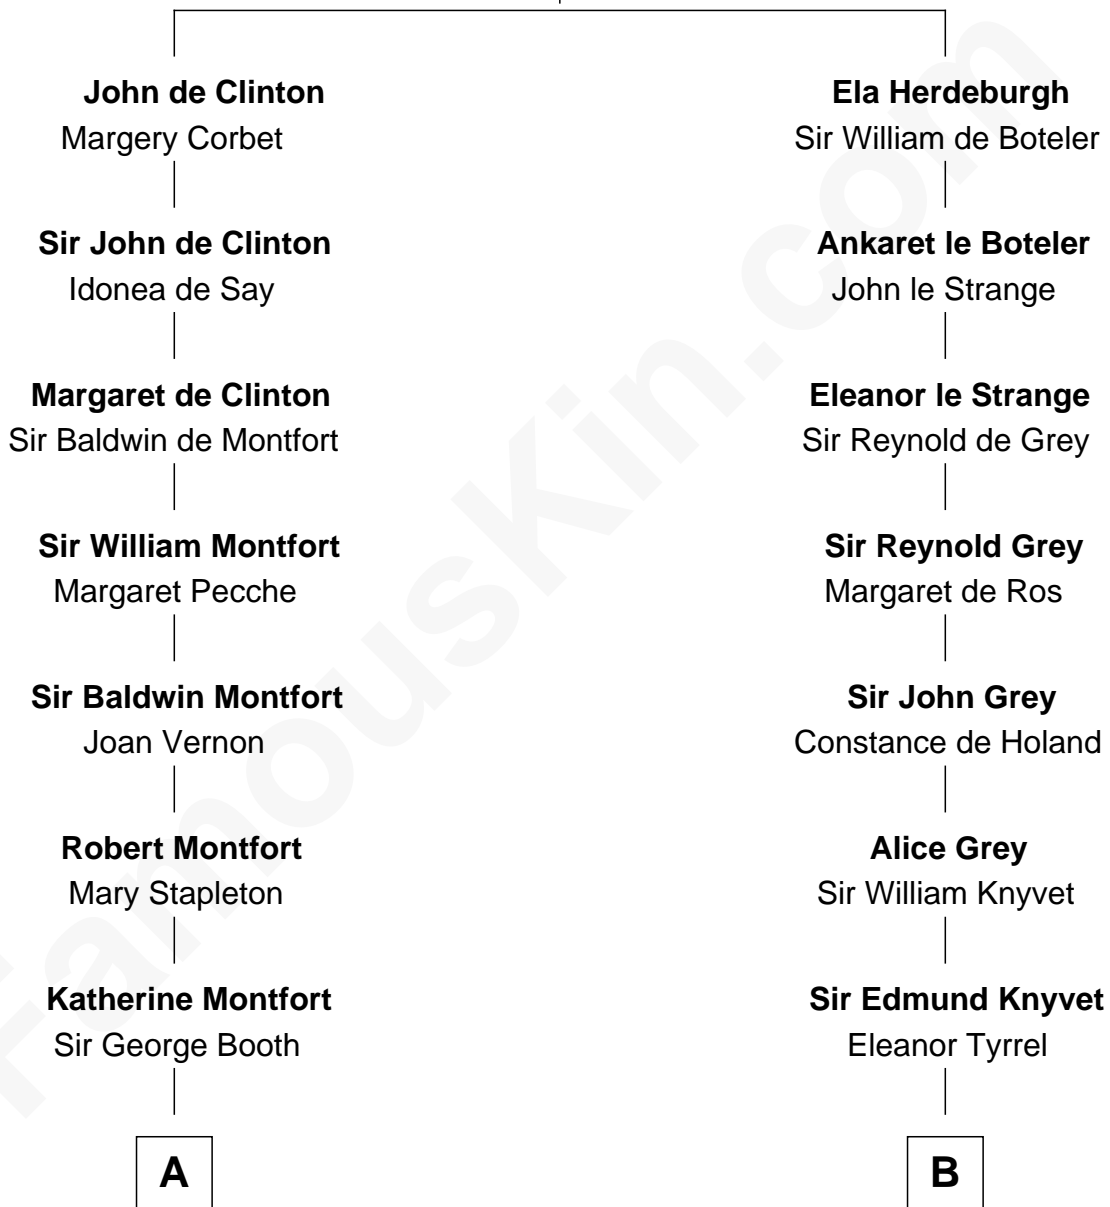 John de Clinton
Margery Corbet
Sir John de Clinton
Idonea de Say
Margaret de Clinton
Sir Baldwin de Montfort
Sir William Montfort
Margaret Pecche
Sir Baldwin Montfort
Joan Vernon
Robert Montfort
Mary Stapleton
Katherine Montfort
Sir George Booth
A
Ela Herdeburgh
Sir William de Boteler
Ankaret le Boteler
John le Strange
Eleanor le Strange
Sir Reynold de Grey
Sir Reynold Grey
Margaret de Ros
Sir John Grey
Constance de Holand
Alice Grey
Sir William Knyvet
Sir Edmund Knyvet
Eleanor Tyrrel
B
FamousKin.com